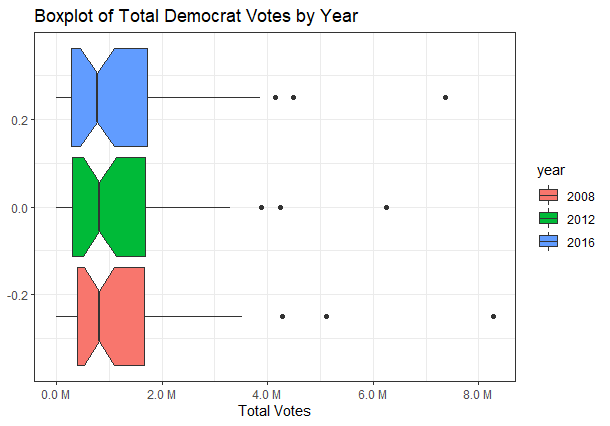 Boxplot of Total Democrat Votes by Year
0.2
0.0
-0.2
0.0 M
2.0 M
4.0 M
6.0 M
8.0 M
Total Votes
year
2008
2012
2016